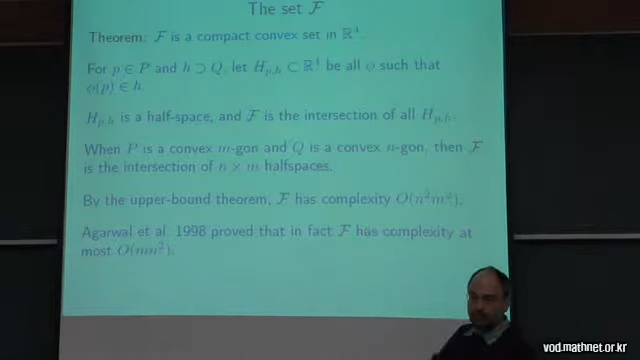 The set F
Theorem: F is a compact convex set in ℝ⁴.
For p ∈ P and h ⊃ Q, let H_{p,h} ⊂ ℝ⁴ be all φ such that
φ(p) ∈ h.
H_{p,h} is a half-space, and F is the intersection of all H_{p,h}.
When P is a convex m-gon and Q is a convex n-gon, then F
is the intersection of n × m halfspaces.
By the upper-bound theorem, F has complexity O(n²m²).
Agarwal et al. 1998 proved that in fact F has complexity at
most O(mn²).
vod.mathnet.or.kr